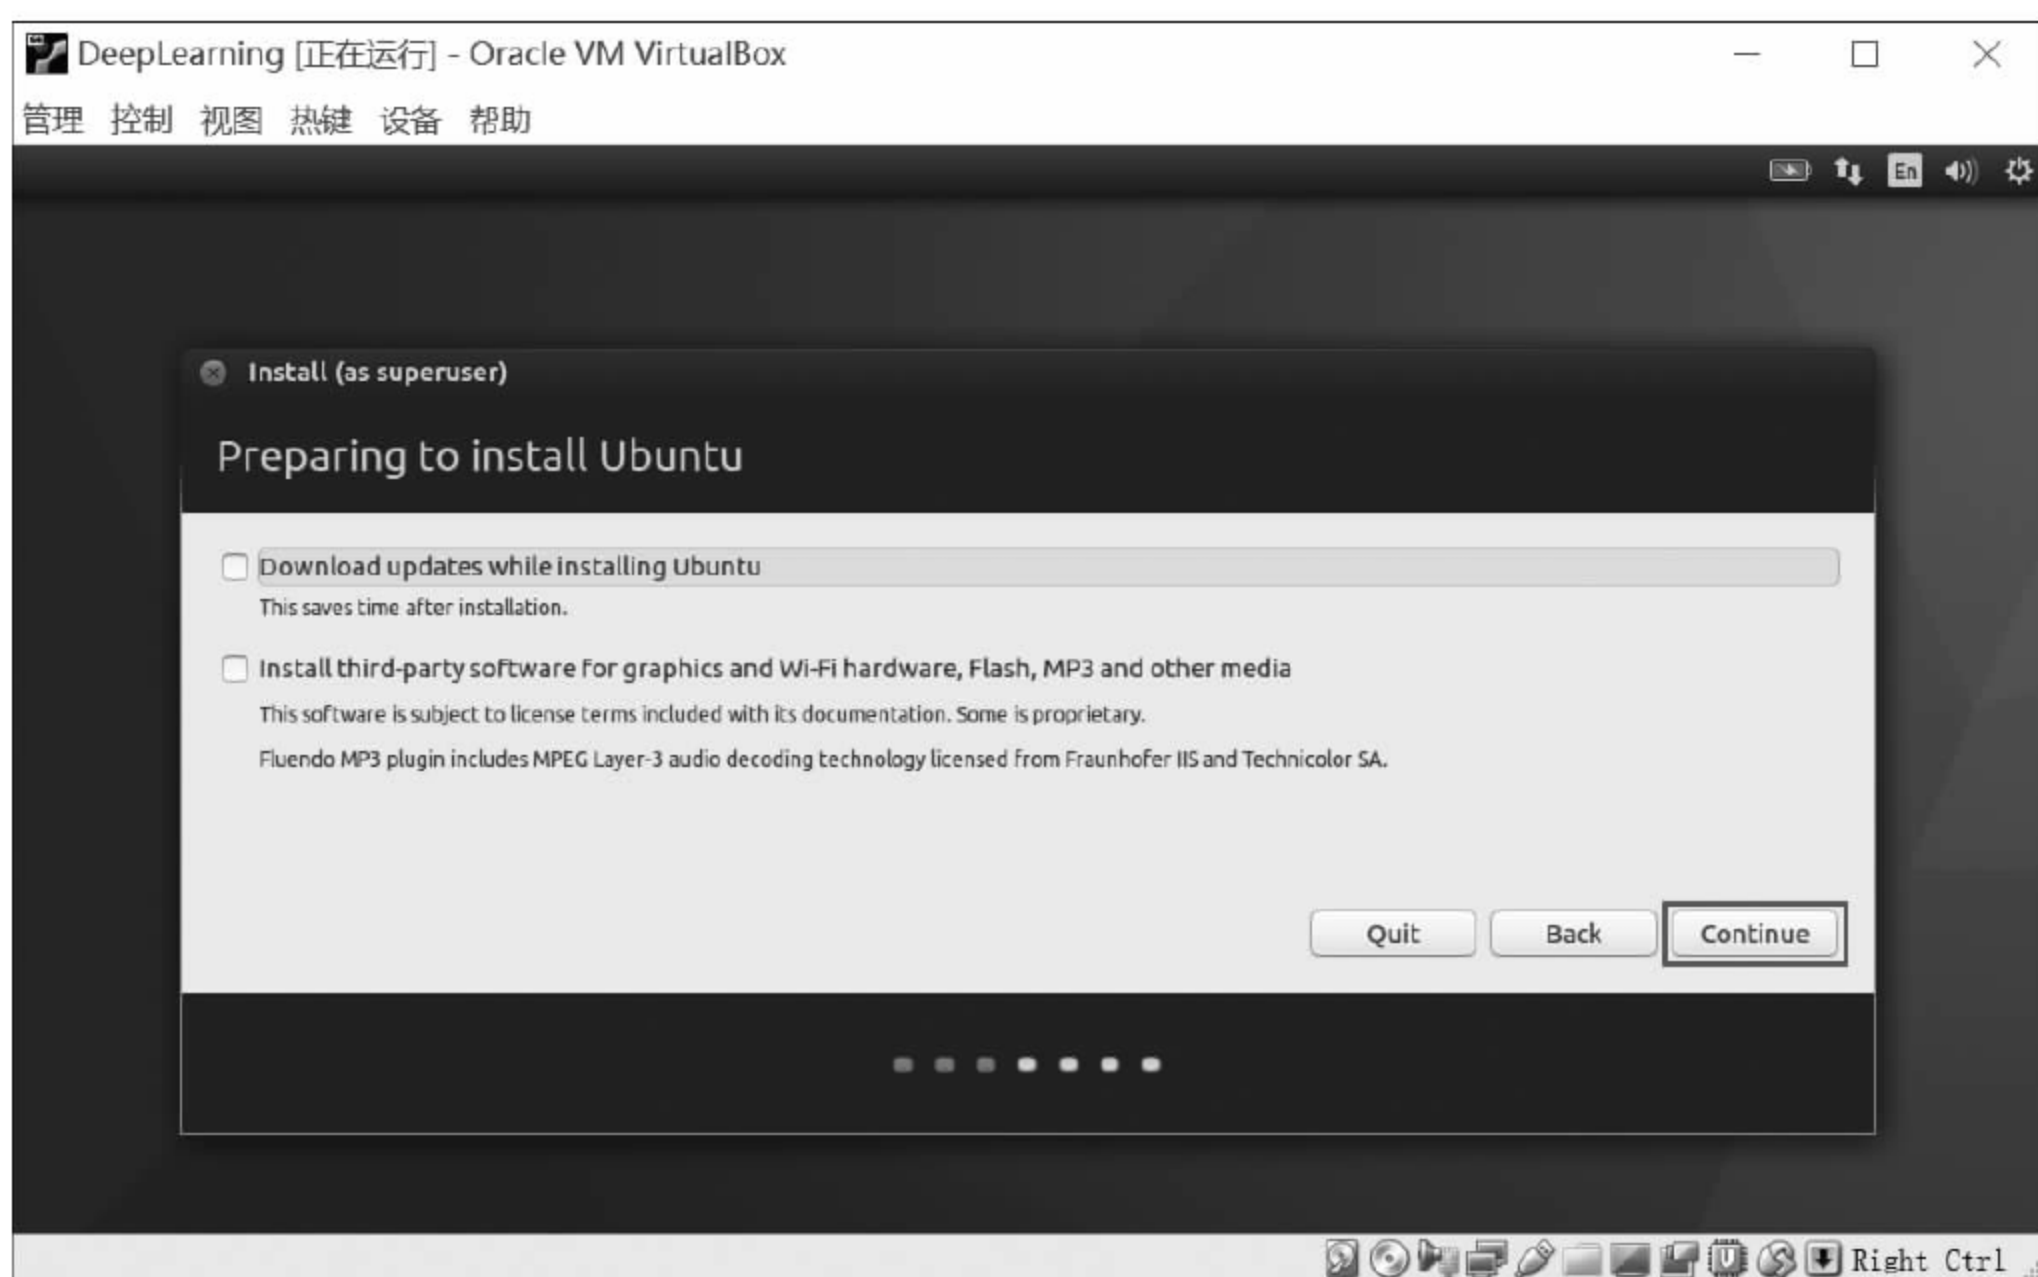 DeepLearning [正在运行] - Oracle VM VirtualBox
管理 控制 视图 热键 设备 帮助
En
Install (as superuser)
Preparing to install Ubuntu
Download updates while installing Ubuntu
This saves time after installation.
Install third-party software for graphics and Wi-Fi hardware, Flash, MP3 and other media
This software is subject to license terms included with its documentation. Some is proprietary.
Fluendo MP3 plugin includes MPEG Layer-3 audio decoding technology licensed from Fraunhofer IIS and Technicolor SA.
Quit Back Continue
Right Ctrl